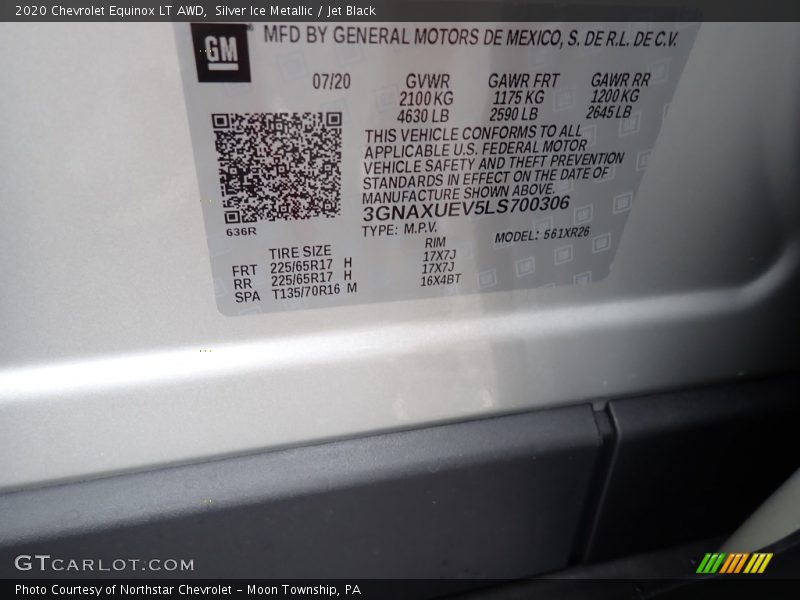 2020 Chevrolet Equinox LT AWD, Silver Ice Metallic / Jet Black
GM
MFD BY GENERAL MOTORS DE MEXICO, S. DE R.L. DE C.V.
07/20 GVWR GAWR FRT GAWR RR
2100 KG 1175 KG 1200 KG
4630 LB 2590 LB 2645 LB
THIS VEHICLE CONFORMS TO ALL
APPLICABLE U.S. FEDERAL MOTOR
VEHICLE SAFETY AND THEFT PREVENTION
STANDARDS IN EFFECT ON THE DATE OF
MANUFACTURE SHOWN ABOVE.
3GNAXUEV5LS700306
636R
TYPE: M.P.V. MODEL: 561XR26
TIRE SIZE RIM
FRT 225/65R17 H 17X7J
RR 225/65R17 H 17X7J
SPA T135/70R16 M 16X4BT
GTCARLOT.COM
Photo Courtesy of Northstar Chevrolet - Moon Township, PA